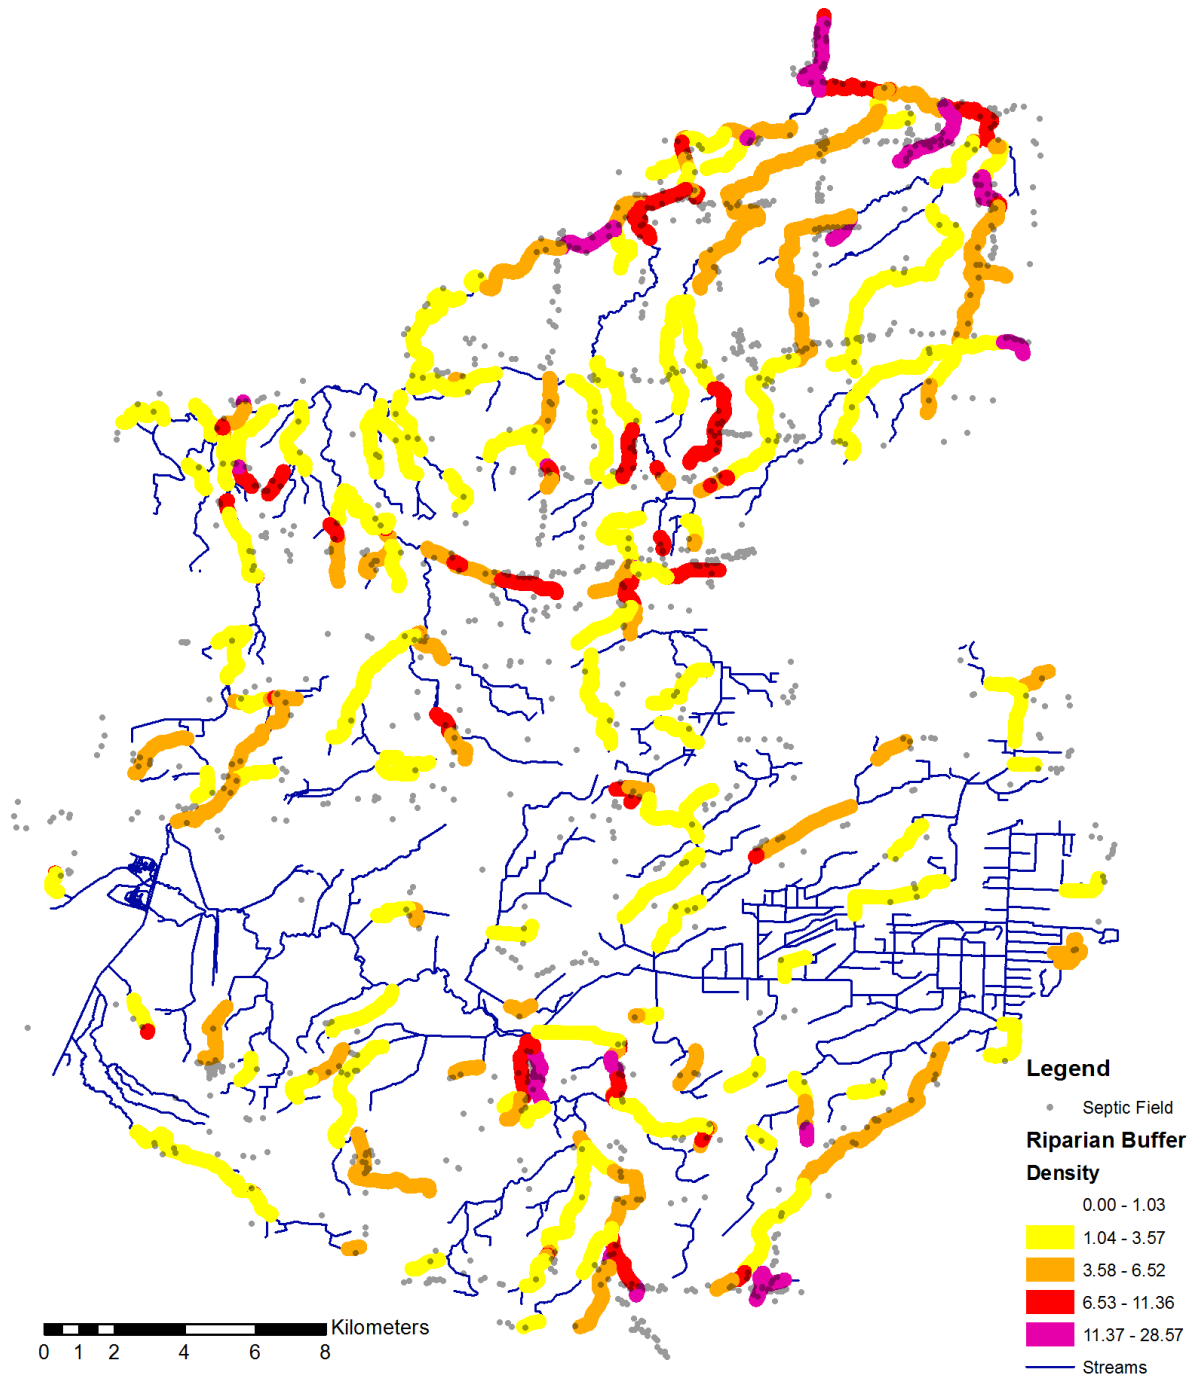 Legend
Septic Field
Riparian Buffer
Density
0.00 - 1.03
1.04 - 3.57
3.58 - 6.52
6.53 - 11.36
11.37 - 28.57
Streams
Kilometers
0 1 2 4 6 8